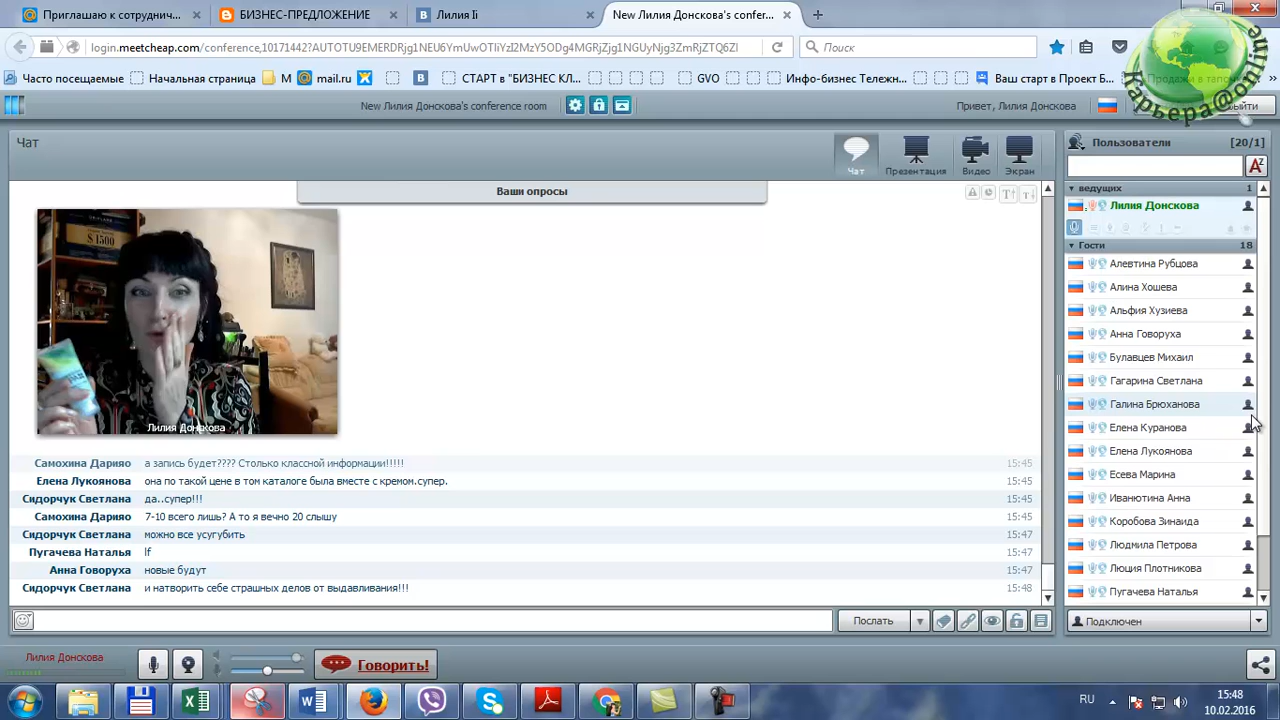 Приглашаю к сотруднич...
БИЗНЕС-ПРЕДЛОЖЕНИЕ
Лилия Ii
New Лилия Донскова's confer...
Поиск
Часто посещаемые
Начальная страница
М
mail.ru
СТАРТ в "БИЗНЕС КЛ...
GVO
Инфо-бизнес Тележн...
Ваш старт в Проект Б...
Карьера@online
New Лилия Донскова's conference room
Привет, Лилия Донскова
Чат
Чат
Презентация
Видео
Экран
Пользователи
[20/1]
Ваши опросы
ведущих 1
Лилия Донскова
Гости 18
Алевтина Рубцова
Алина Хошева
Альфия Хузиева
Анна Говоруха
Булавцев Михаил
Гагарина Светлана
Галина Брюханова
Елена Куранова
Елена Лукоянова
Есева Марина
Иванютина Анна
Коробова Зинаида
Людмила Петрова
Люция Плотникова
Пугачева Наталья
$ 1500
Лилия Донскова
Самохина Дарияо а запись будет???? Столько классной информации!!!!! 15:45
Елена Лукоянова она по такой цене в том каталоге была вместе с кремом.супер. 15:45
Сидорчук Светлана да..супер!!! 15:45
Самохина Дарияо 7-10 всего лишь? А то я вечно 20 слышу 15:45
Сидорчук Светлана можно все усугубить 15:47
Пугачева Наталья lf 15:47
Анна Говоруха новые будут 15:47
Сидорчук Светлана и натворить себе страшных делов от выдавливания!!! 15:48
Послать
Подключен
Лилия Донскова
Говорить!
RU
15:48
10.02.2016